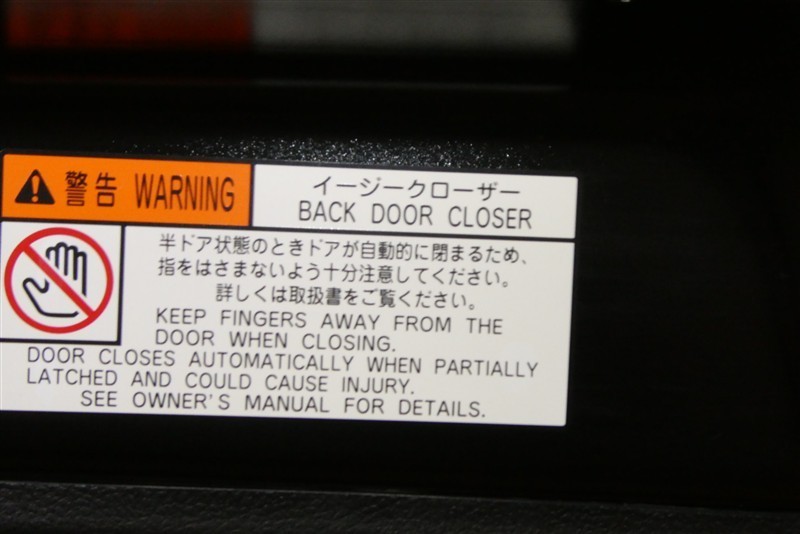 警告 WARNING
イージークローザー
BACK DOOR CLOSER
半ドア状態のときドアが自動的に閉まるため、
指をはさまないよう十分注意してください。
詳しくは取扱書をご覧ください。
KEEP FINGERS AWAY FROM THE
DOOR WHEN CLOSING.
DOOR CLOSES AUTOMATICALLY WHEN PARTIALLY
LATCHED AND COULD CAUSE INJURY.
SEE OWNER'S MANUAL FOR DETAILS.